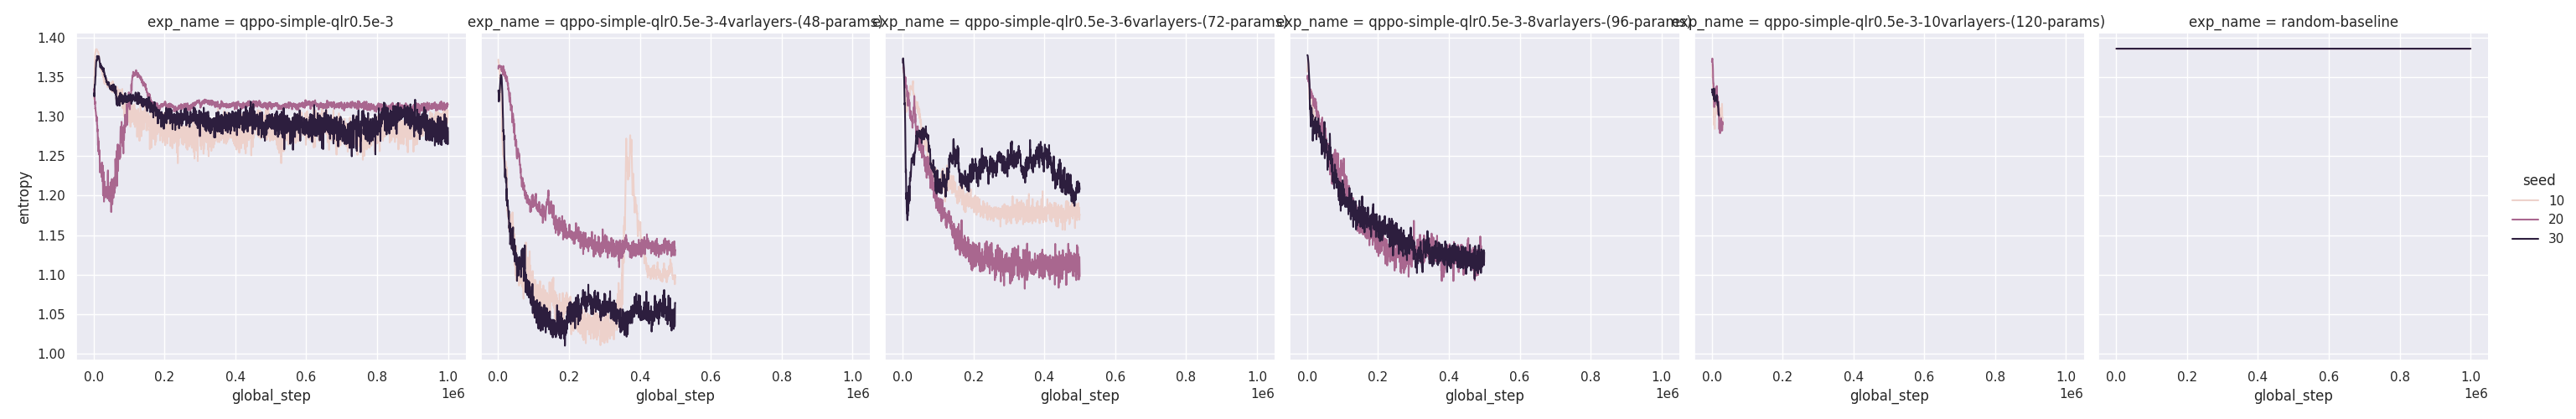 exp_name = qppo-simple-qlr0.5e-3
exp_name = qppo-simple-qlr0.5e-3-4varlayers-(48-params)
exp_name = qppo-simple-qlr0.5e-3-6varlayers-(72-params)
exp_name = qppo-simple-qlr0.5e-3-8varlayers-(96-params)
exp_name = qppo-simple-qlr0.5e-3-10varlayers-(120-params)
exp_name = random-baseline
1.40
1.35
1.30
1.25
1.20
1.15
1.10
1.05
1.00
entropy
seed
10
20
30
0.0 0.2 0.4 0.6 0.8 1.0
0.0 0.2 0.4 0.6 0.8 1.0
0.0 0.2 0.4 0.6 0.8 1.0
0.0 0.2 0.4 0.6 0.8 1.0
0.0 0.2 0.4 0.6 0.8 1.0
0.0 0.2 0.4 0.6 0.8 1.0
global_step 1e6
global_step 1e6
global_step 1e6
global_step 1e6
global_step 1e6
global_step 1e6